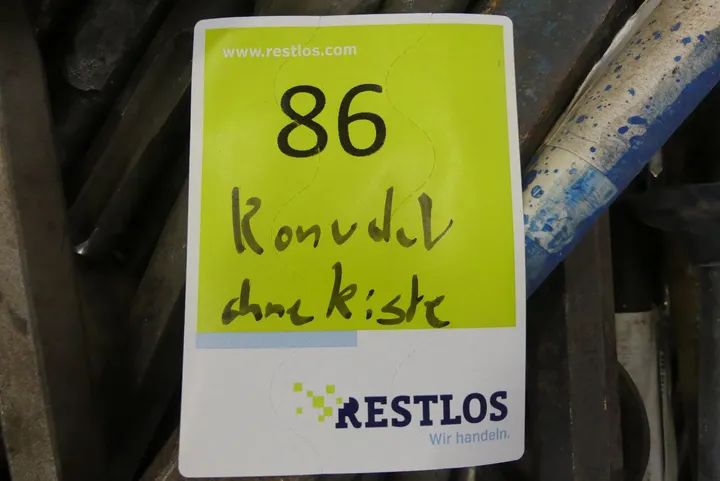 www.restlos.com
86
Konvolut
ohne Kiste
RESTLOS
Wir handeln.